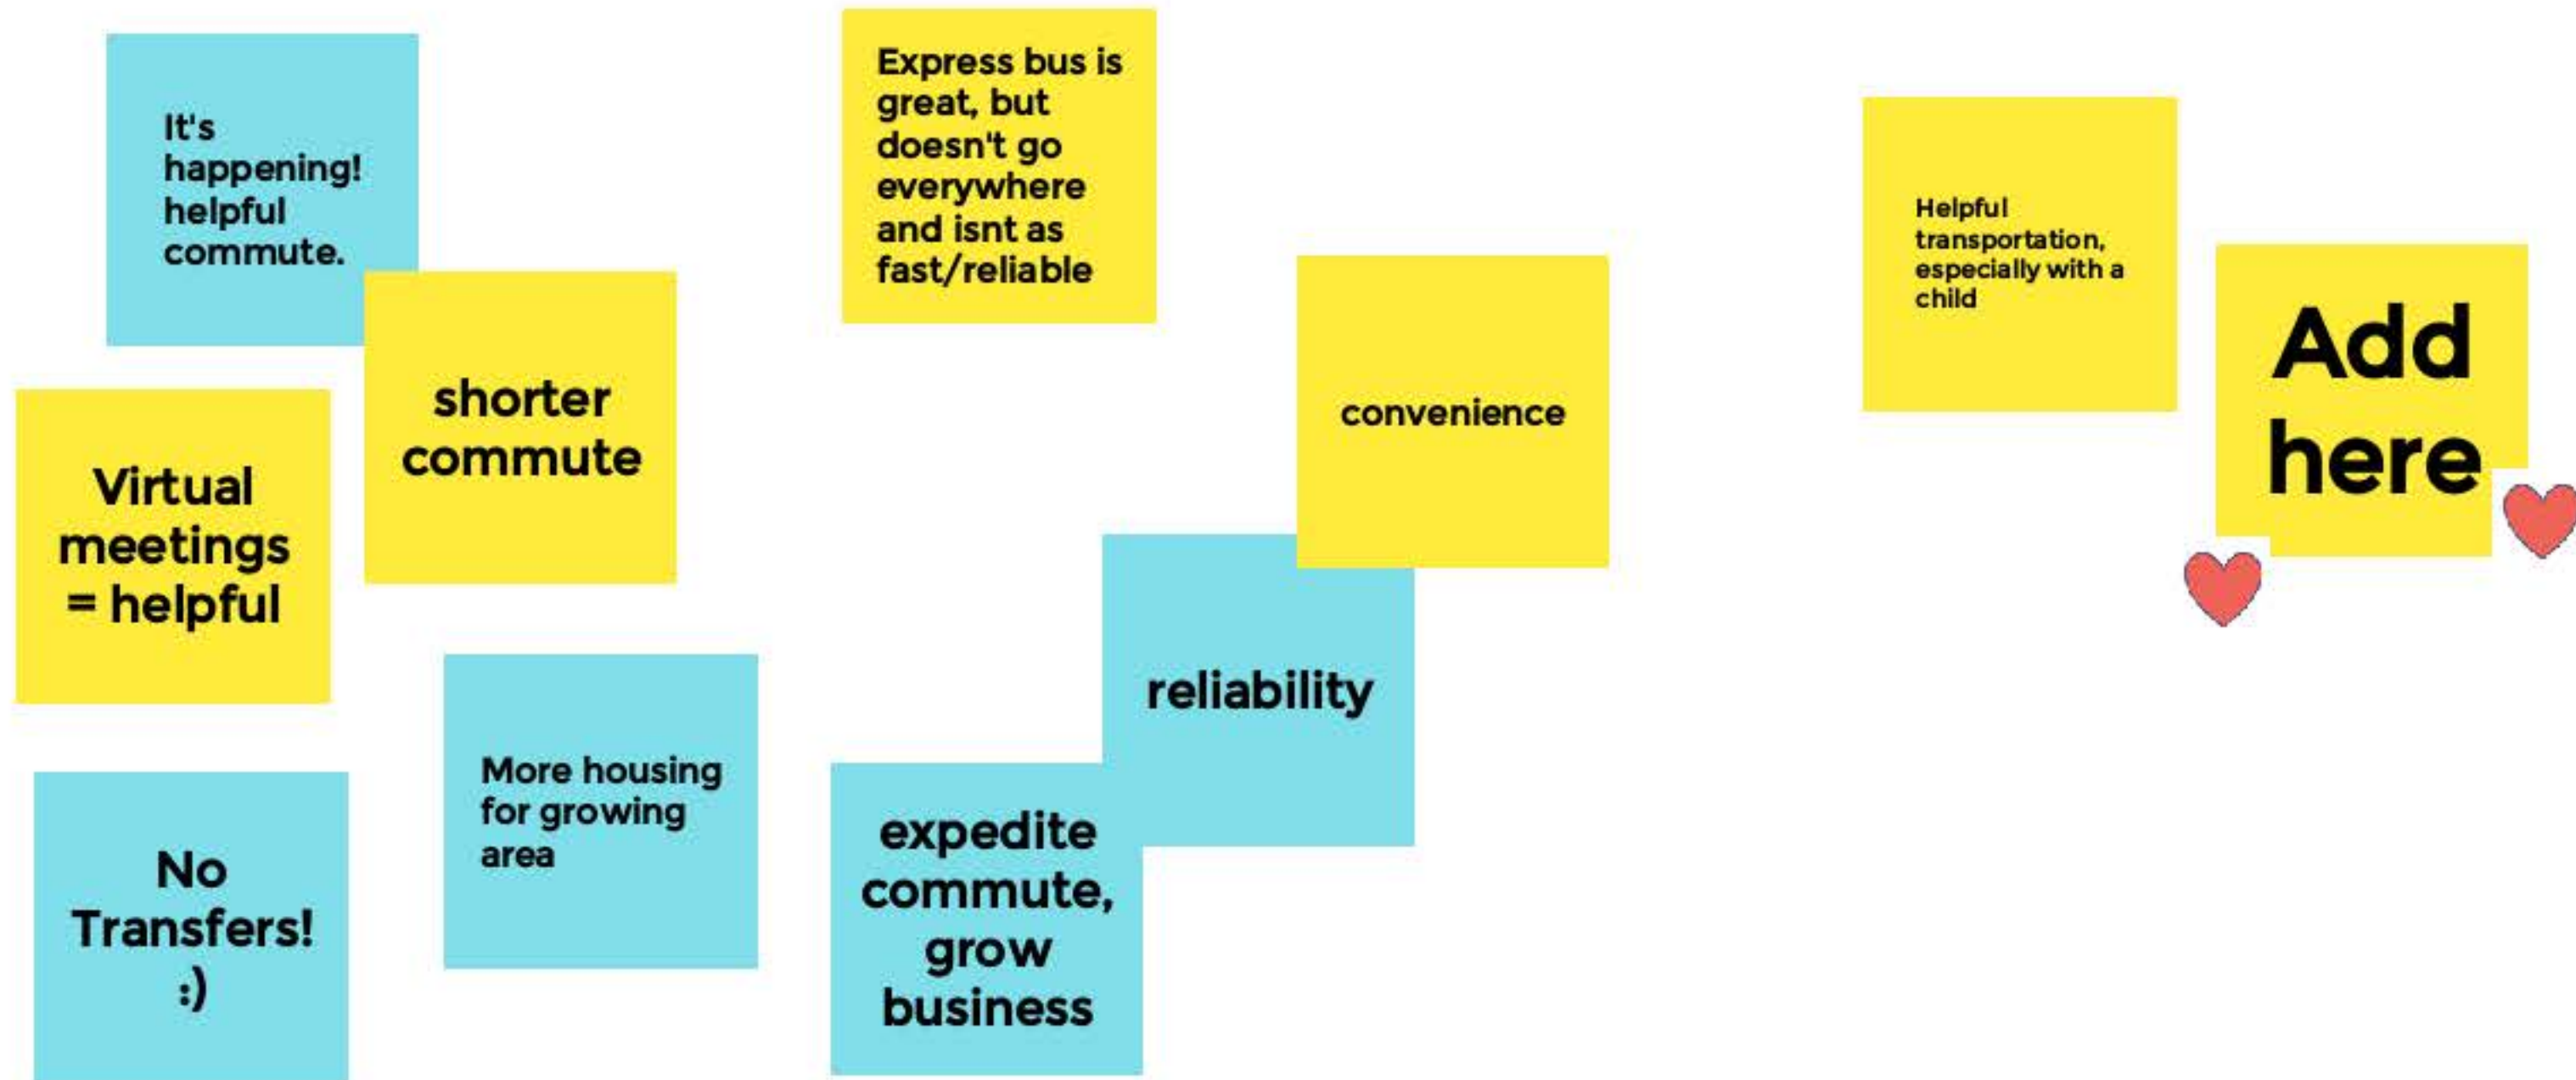 It's
happening!
helpful
commute.
shorter
commute
Virtual
meetings
= helpful
No
Transfers!
:)
More housing
for growing
area
Express bus is
great, but
doesn't go
everywhere
and isnt as
fast/reliable
convenience
reliability
expedite
commute,
grow
business
Helpful
transportation,
especially with a
child
Add
here